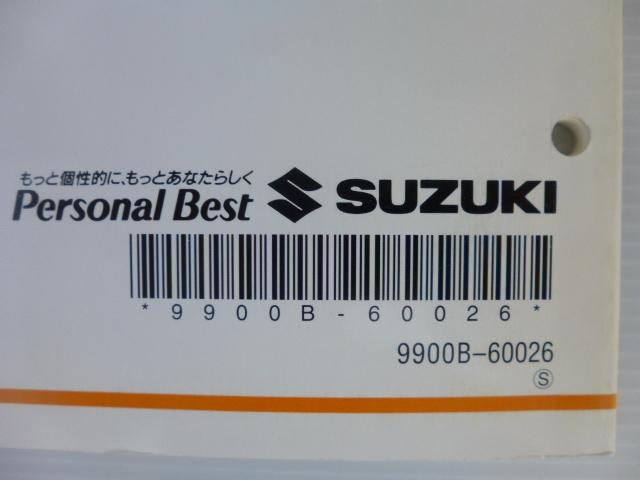 もっと個性的に、もっとあなたらしく
Personal Best SUZUKI
*9900B-60026*
9900B-60026
Ⓢ